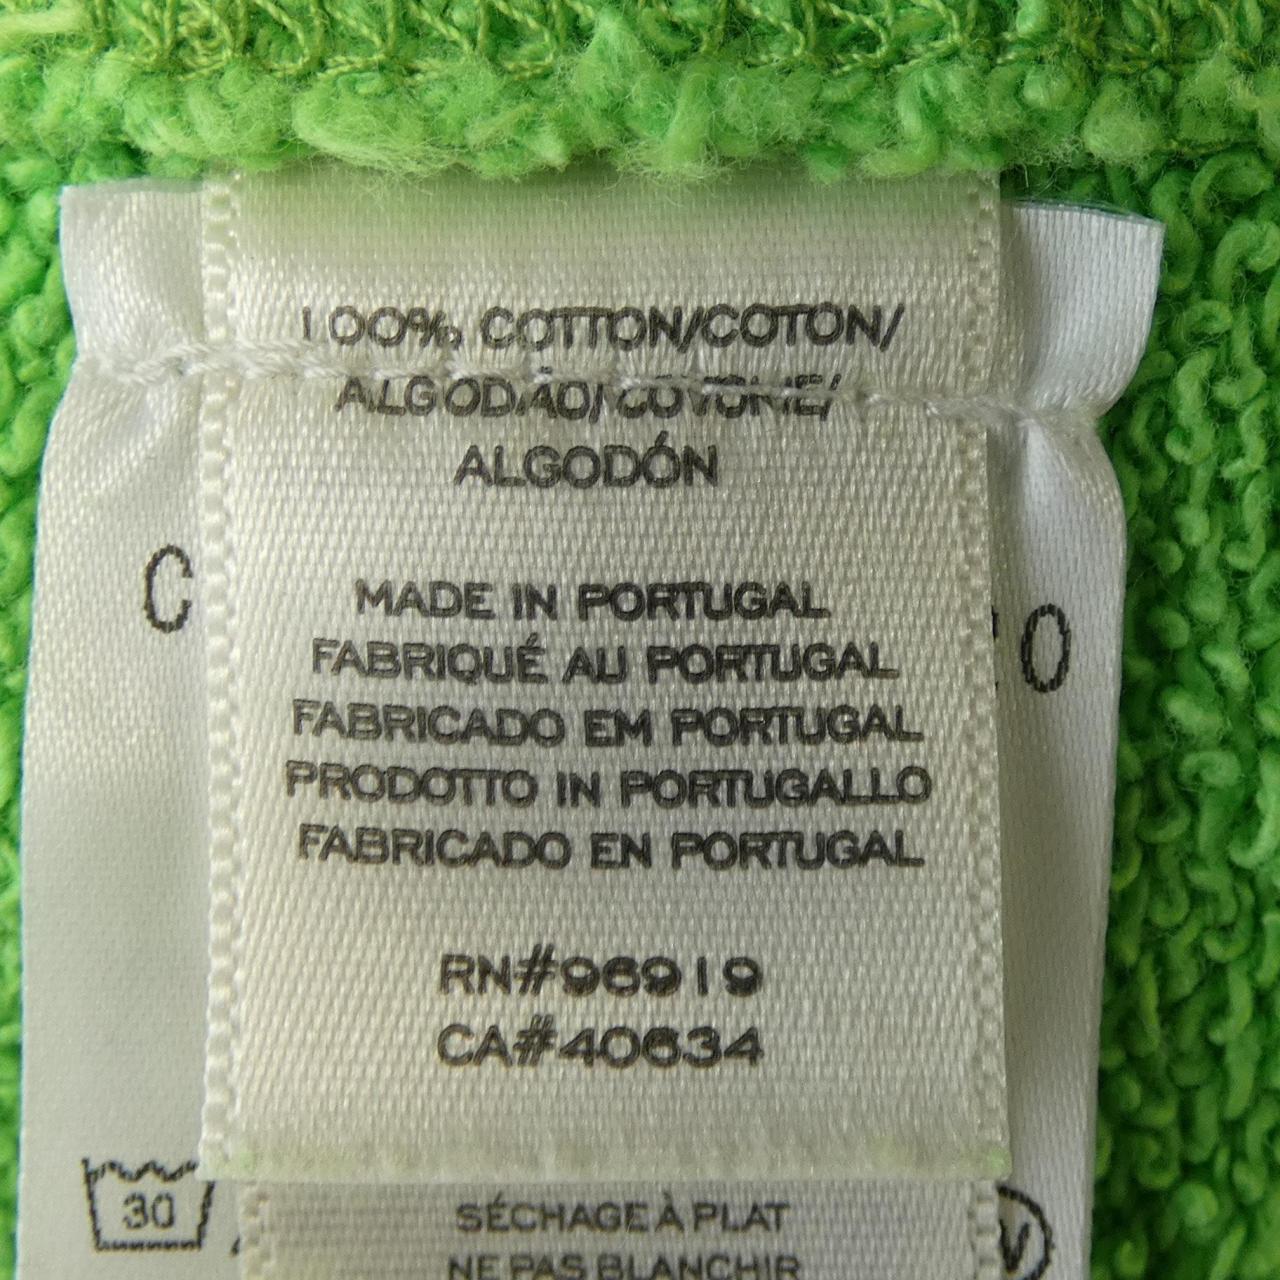 100% COTTON/COTON/
ALGODÃO/COTONE/
ALGODÓN
C
O
MADE IN PORTUGAL
FABRIQUÉ AU PORTUGAL
FABRICADO EM PORTUGAL
PRODOTTO IN PORTUGALLO
FABRICADO EN PORTUGAL
RN#96919
CA#40634
30
SÉCHAGE À PLAT
NE PAS BLANCHIR